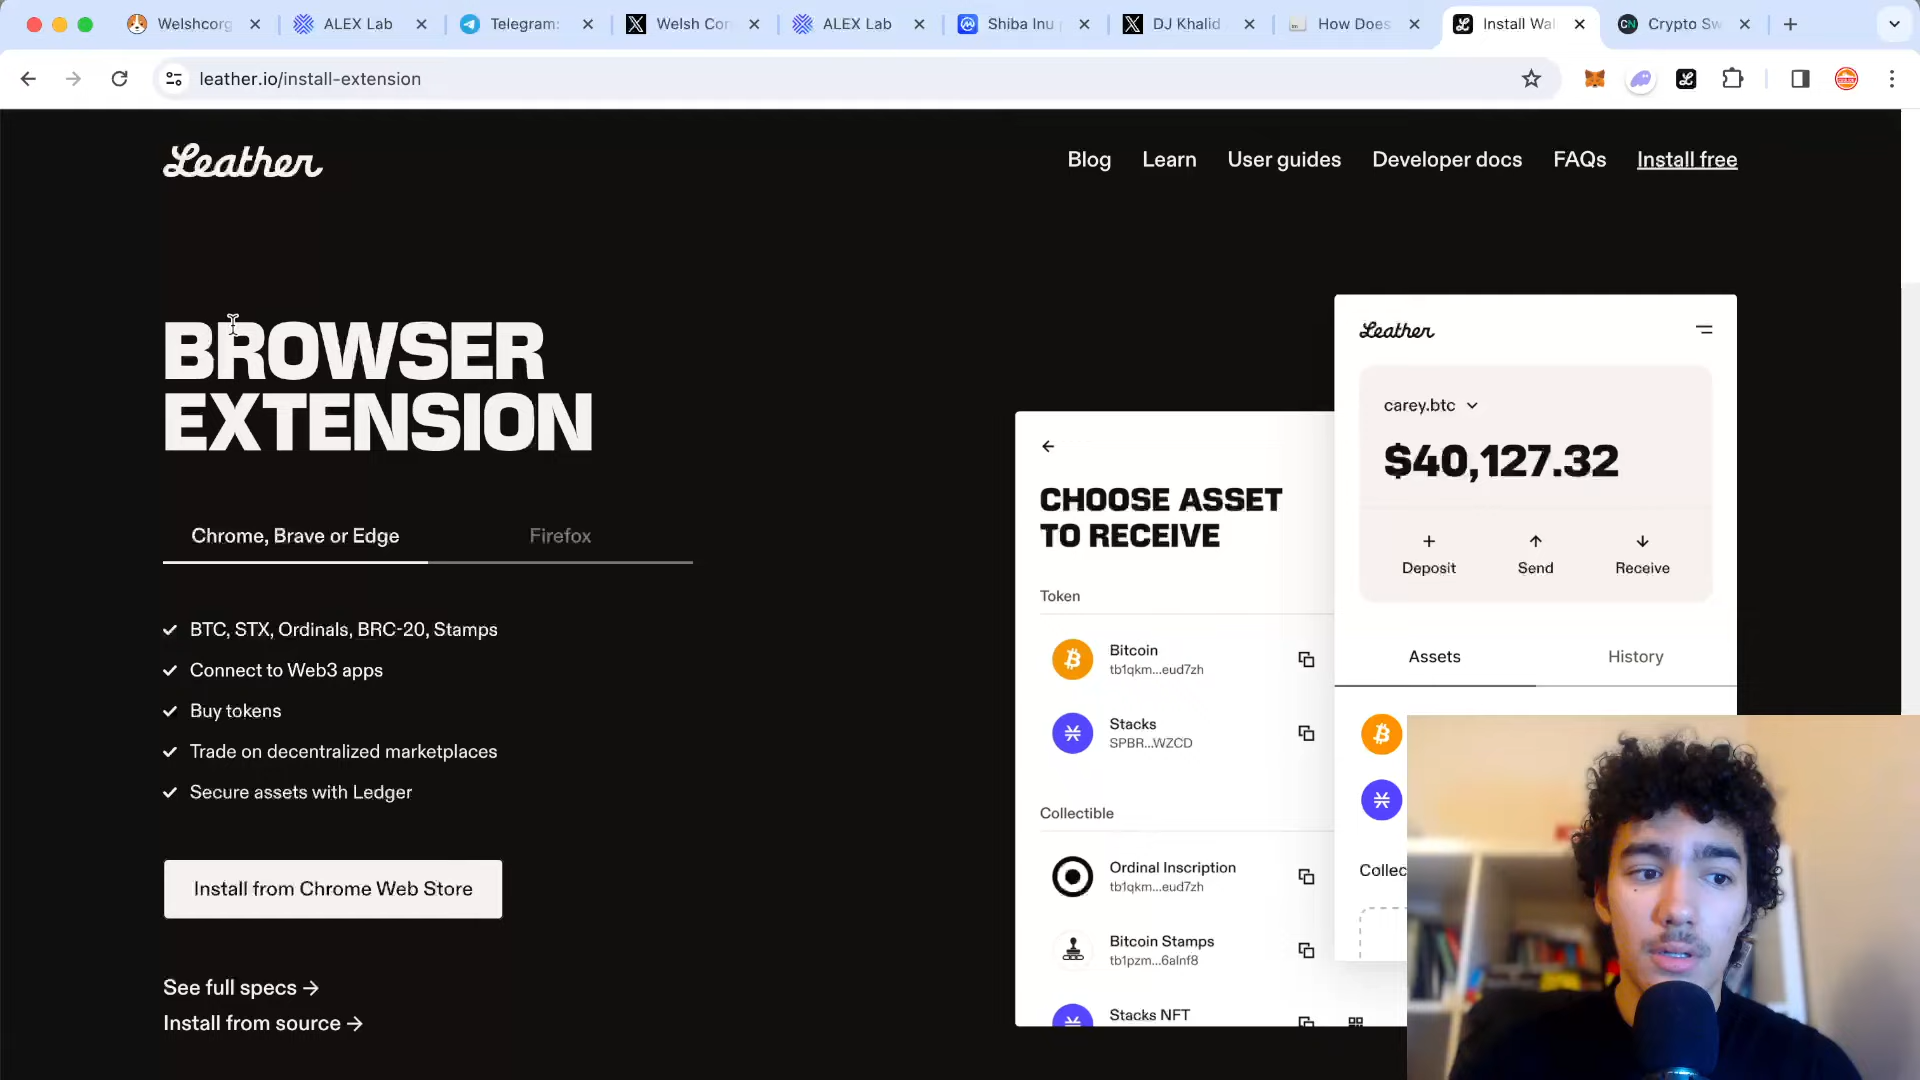 Welshcorg
ALEX Lab
Telegram:
Welsh Cor
ALEX Lab
Shiba Inu
DJ Khalid
How Does
Install Wal
CN
Crypto Sw
leather.io/install-extension
Leather
Blog
Learn
User guides
Developer docs
FAQs
Install free
BROWSER
EXTENSION
Chrome, Brave or Edge
Firefox
BTC, STX, Ordinals, BRC-20, Stamps
Connect to Web3 apps
Buy tokens
Trade on decentralized marketplaces
Secure assets with Ledger
Install from Chrome Web Store
See full specs →
Install from source →
CHOOSE ASSET
TO RECEIVE
Token
Bitcoin
tb1qkm...eud7zh
Stacks
SPBR...WZCD
Collectible
Ordinal Inscription
tb1qkm...eud7zh
Bitcoin Stamps
tb1pzm...6alnf8
Stacks NFT
Leather
carey.btc
$40,127.32
Deposit
Send
Receive
Assets
History
Collec